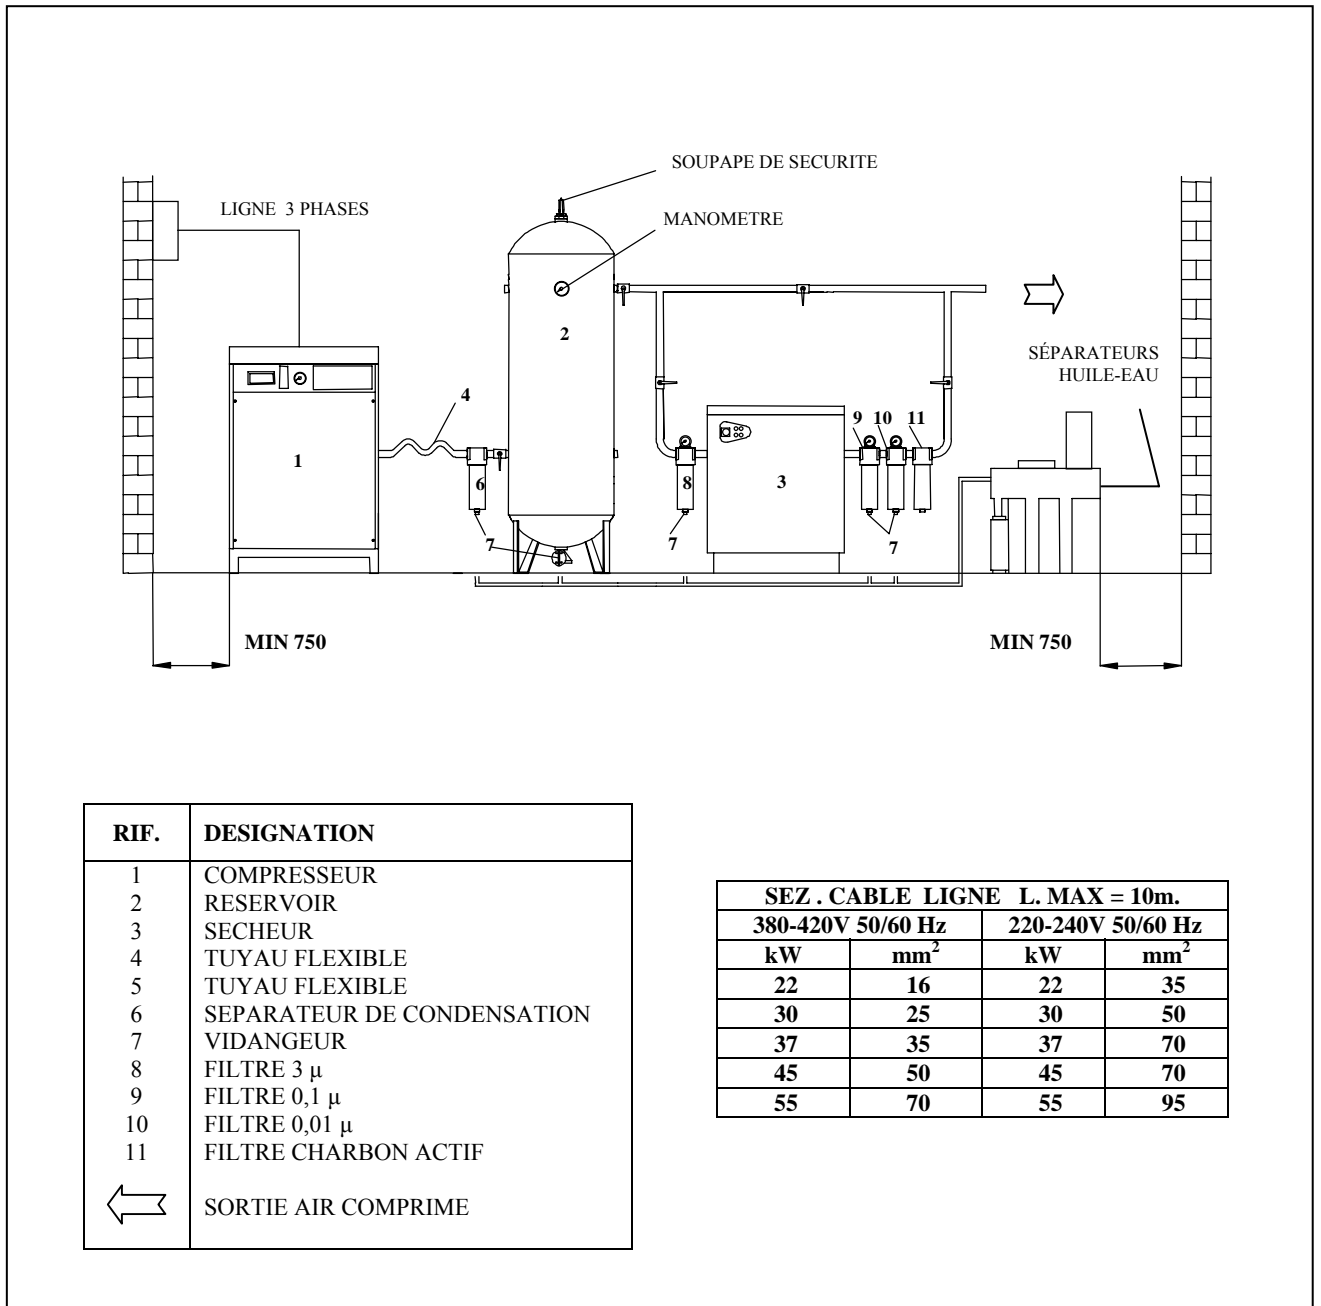 SOUPAPE DE SECURITE
LIGNE 3 PHASES
MANOMETRE
2
SÉPARATEURS
HUILE-EAU
4
9 10 11
1
6
8
3
7
7
7
MIN 750
MIN 750
RIF. DESIGNATION
1 COMPRESSEUR
2 RESERVOIR
3 SECHEUR
4 TUYAU FLEXIBLE
5 TUYAU FLEXIBLE
6 SEPARATEUR DE CONDENSATION
7 VIDANGEUR
8 FILTRE 3 µ
9 FILTRE 0,1 µ
10 FILTRE 0,01 µ
11 FILTRE CHARBON ACTIF
SORTIE AIR COMPRIME
SEZ . CABLE LIGNE L. MAX = 10m.
380-420V 50/60 Hz 220-240V 50/60 Hz
kW mm² kW mm²
22 16 22 35
30 25 30 50
37 35 37 70
45 50 45 70
55 70 55 95